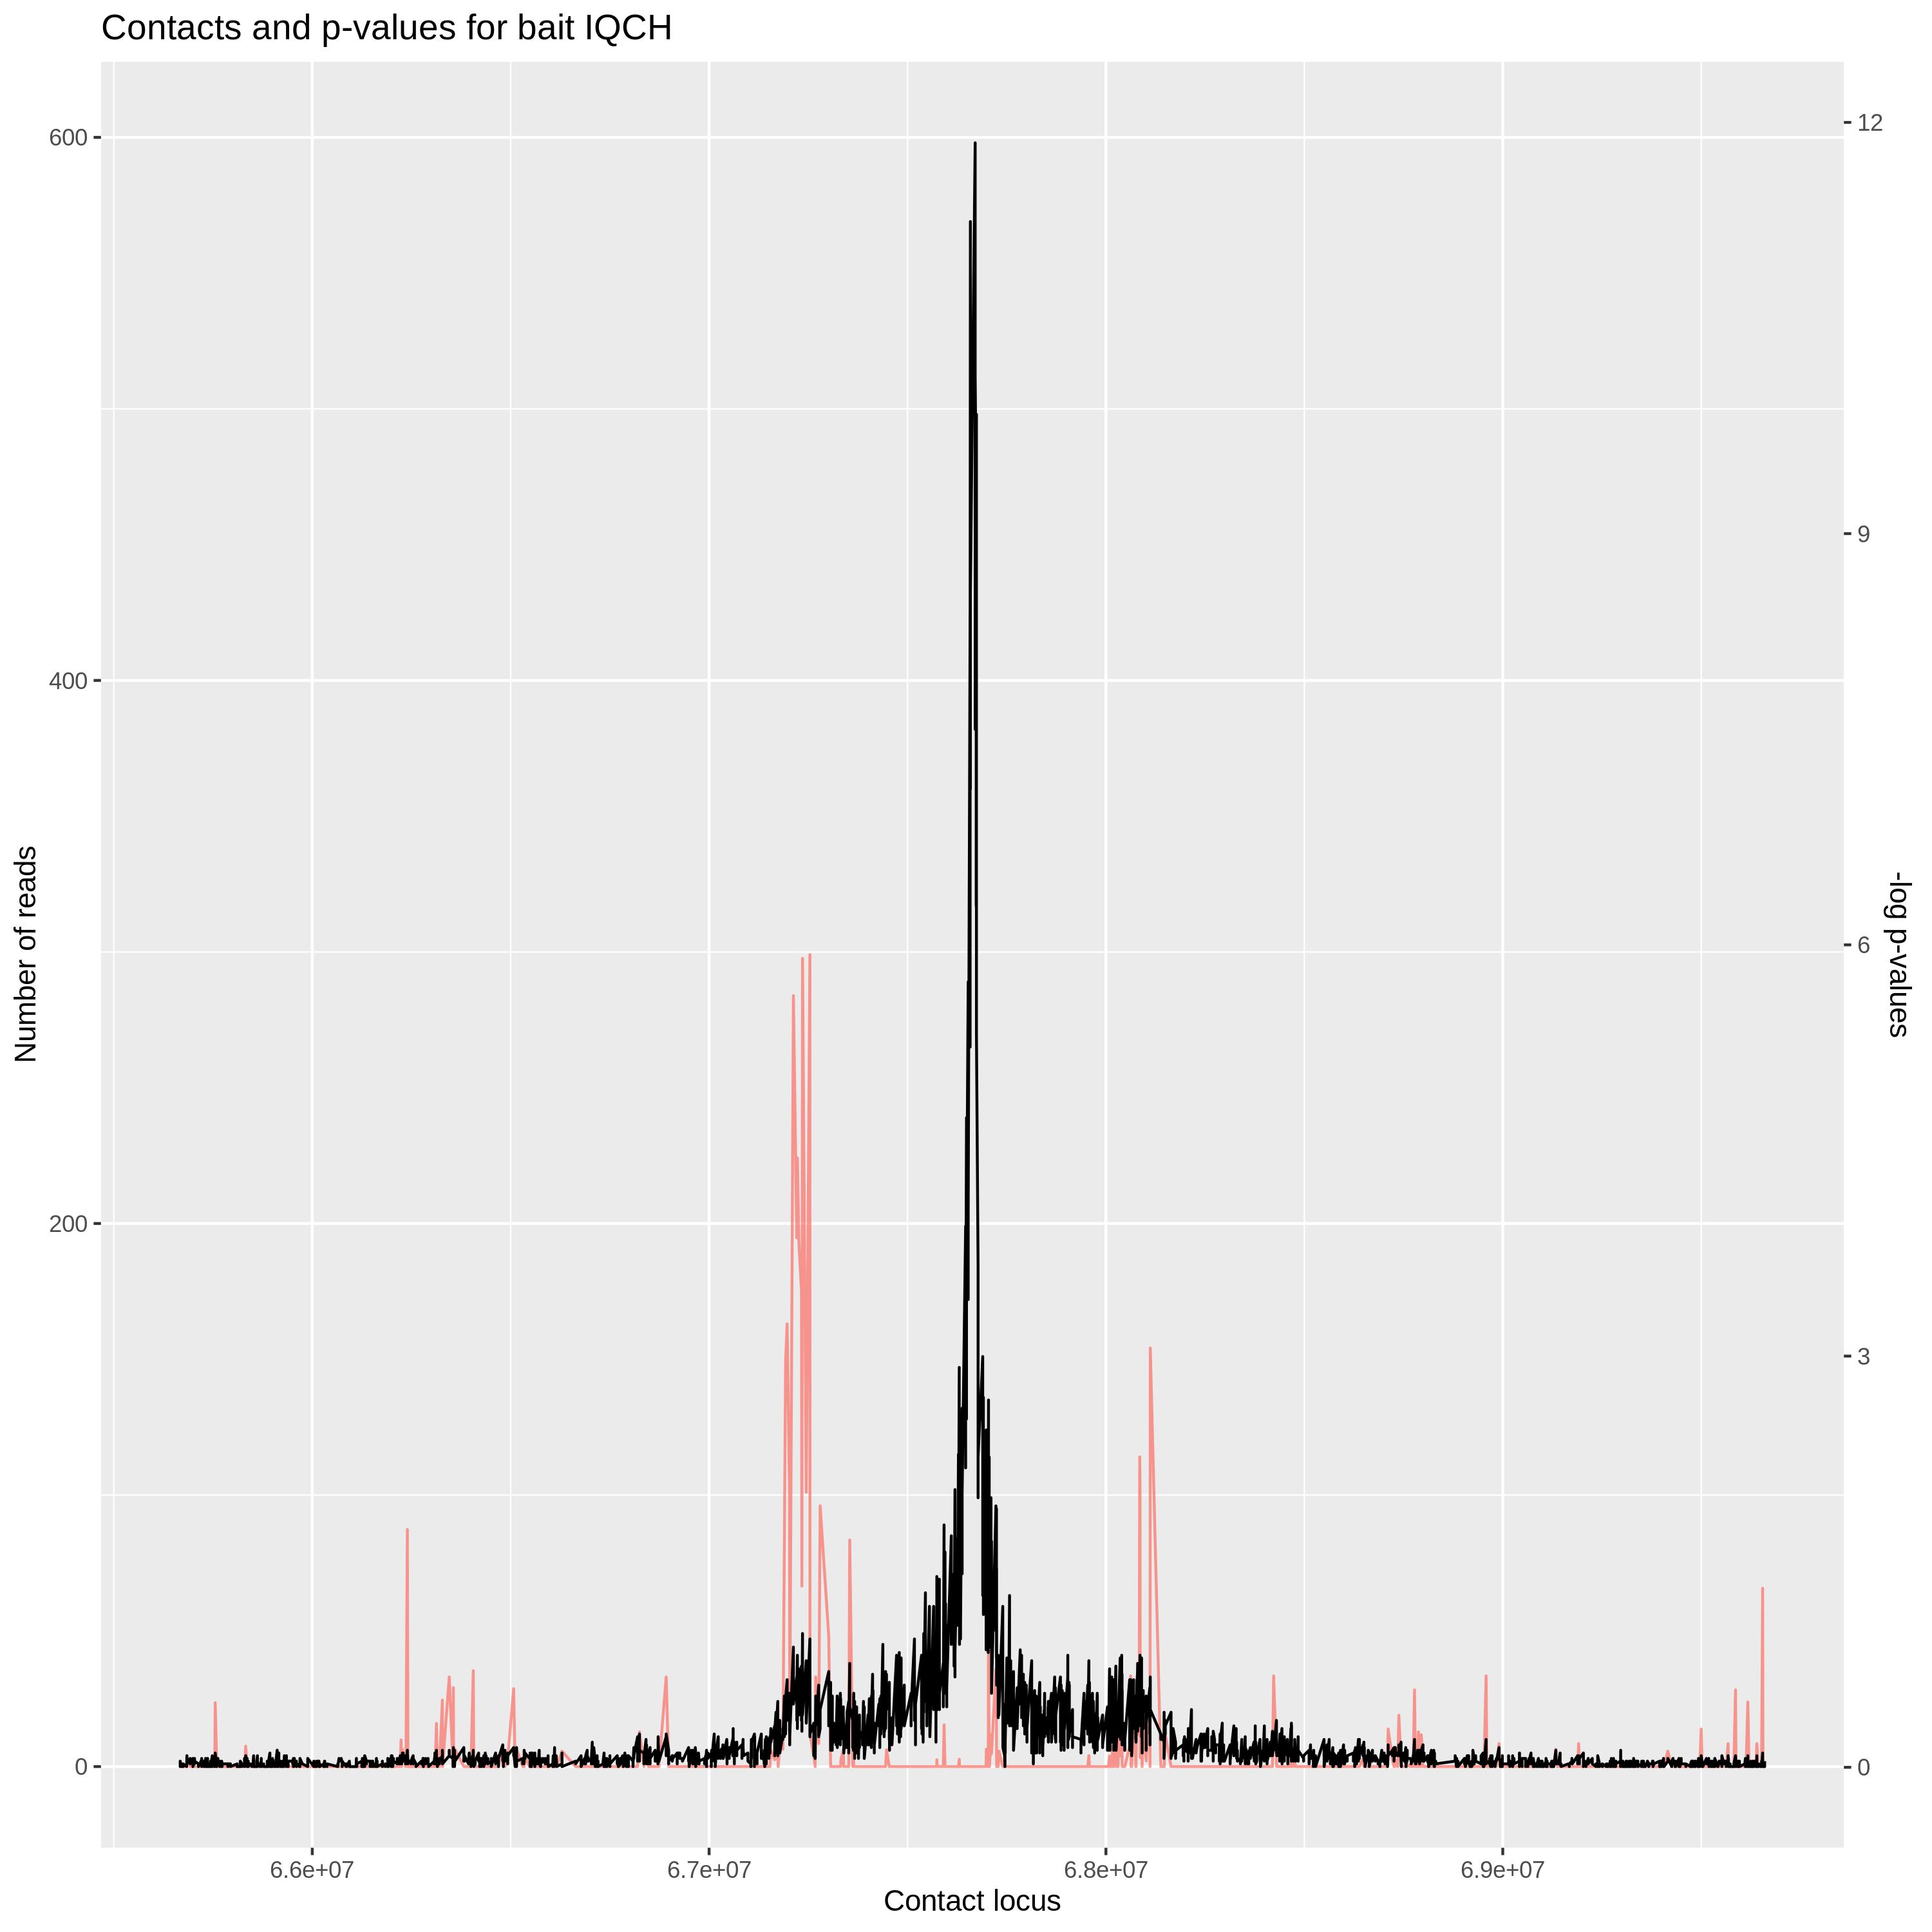 Contacts and p-values for bait IQCH
600
400
200
0
12
9
6
3
0
Number of reads
-log p-values
6.6e+07
6.7e+07
6.8e+07
6.9e+07
Contact locus